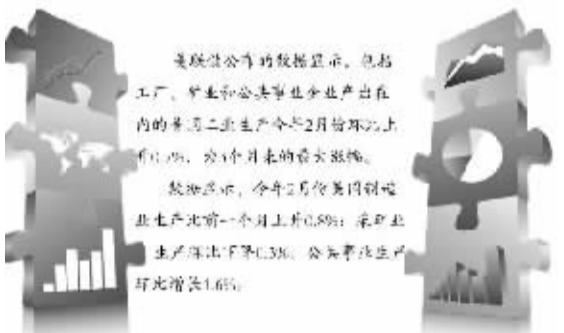 美联储公布的数据显示，包括
工厂、矿业和公共事业企业产出在
内的美国工业生产今年2月份环比上
升0.7%，为6个月来的最大涨幅。
数据显示，今年2月份美国制造
业生产比前一个月上升0.8%；采矿业
生产环比下降0.3%，公共事业生产
环比增长1.6%。